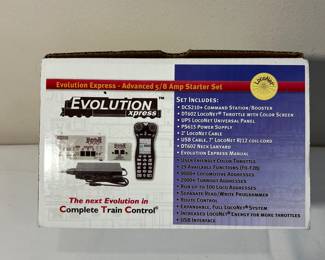 Evolution Express - Advanced 5/8 Amp Starter Set
LocoNet
EVOLUTION
Xpress
™
The next Evolution in
Complete Train Control
SET INCLUDES:
• DCS210+ COMMAND STATION/BOOSTER
• DT602 LOCONET® THROTTLE WITH COLOR SCREEN
• UP5 LOCONET UNIVERSAL PANEL
• PS615 POWER SUPPLY
• 2' LOCONET CABLE
• USB CABLE, 7' LOCONET RJ12 COIL CORD
• DT602 NECK LANYARD
• EVOLUTION EXPRESS MANUAL
• USER FRIENDLY COLOR THROTTLE
• 29 AVAILABLE FUNCTIONS (F0-F28)
• 9000+ LOCOMOTIVE ADDRESSES
• 2000+ TURNOUT ADDRESSES
• RUN UP TO 100 LOCO ADDRESSES
• SEPARATE READ/WRITE PROGRAMMER
• ROUTE CONTROL
• EXPANDABLE, FULL LOCONET® SYSTEM
• INCREASED LOCONET® ENERGY FOR MORE THROTTLES
• USB INTERFACE